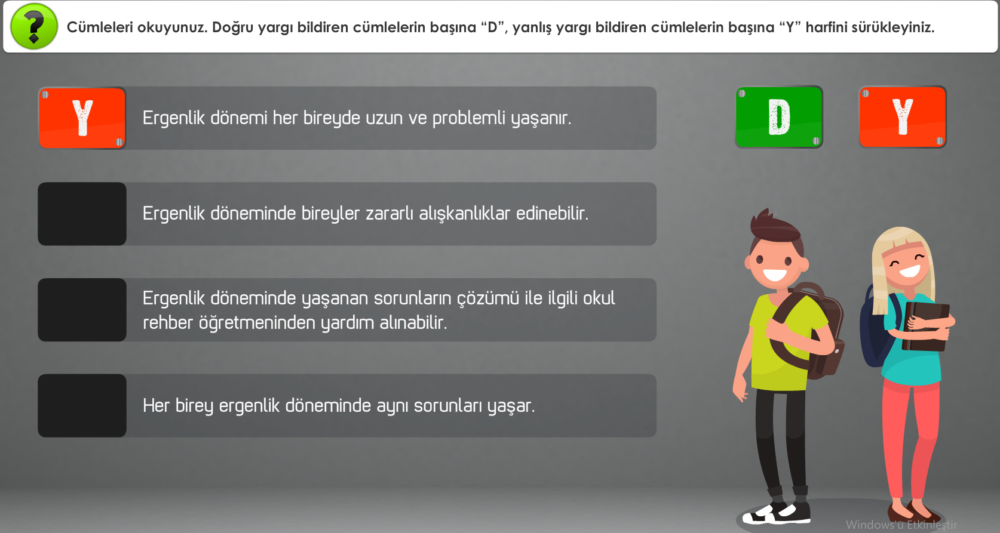 ?
Cümleleri okuyunuz. Doğru yargı bildiren cümlelerin başına “D”, yanlış yargı bildiren cümlelerin başına “Y” harfini sürükleyiniz.
Y
Ergenlik dönemi her bireyde uzun ve problemli yaşanır.
D
Y
Ergenlik döneminde bireyler zararlı alışkanlıklar edinebilir.
Ergenlik döneminde yaşanan sorunların çözümü ile ilgili okul
rehber öğretmeninden yardım alınabilir.
Her birey ergenlik döneminde aynı sorunları yaşar.
Windows'u Etkinleştir